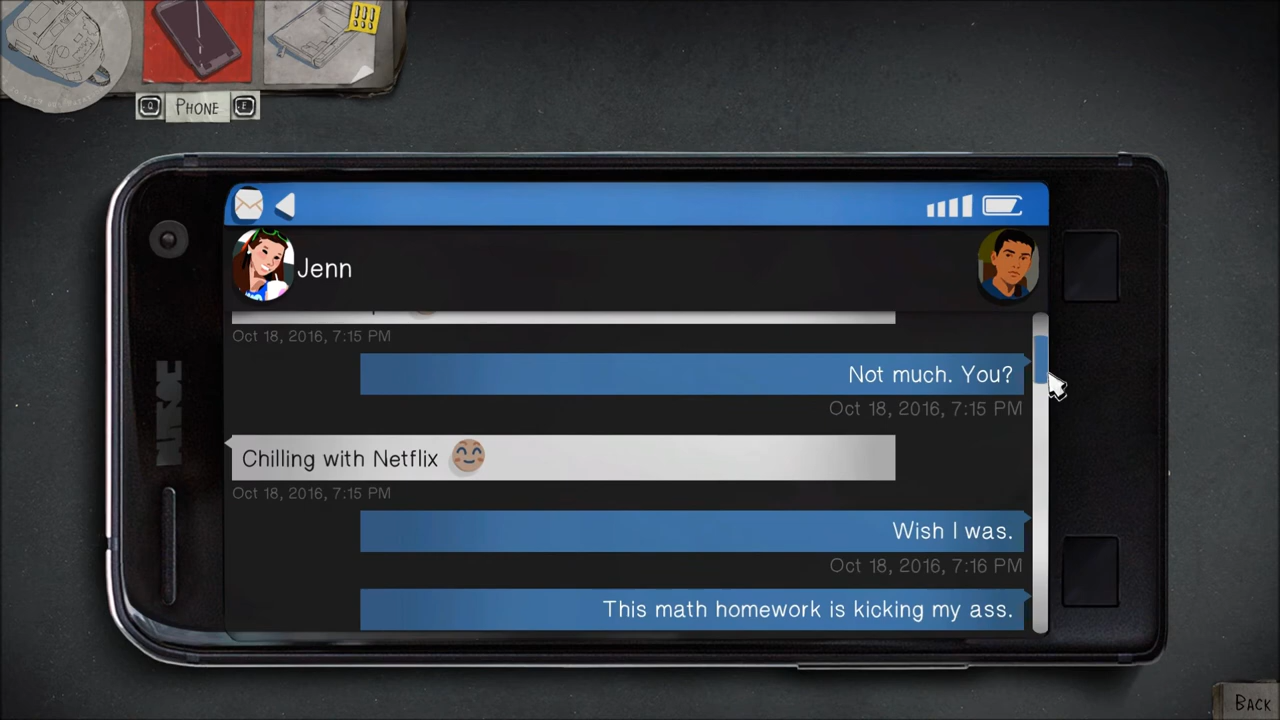 Q PHONE E
Jenn
Oct 18, 2016, 7:15 PM
Not much. You?
Oct 18, 2016, 7:15 PM
Chilling with Netflix
Oct 18, 2016, 7:15 PM
Wish I was.
Oct 18, 2016, 7:16 PM
This math homework is kicking my ass.
BACK